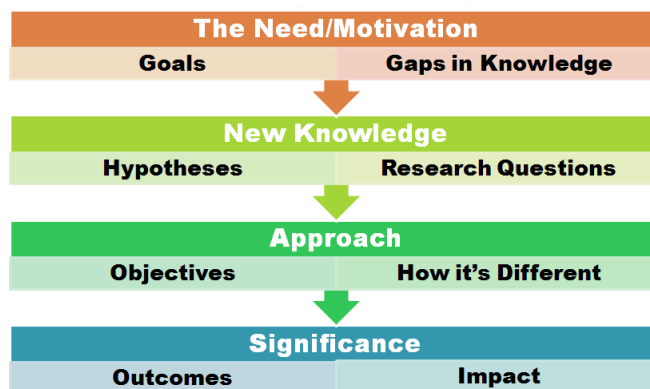 The Need/Motivation
Goals Gaps in Knowledge
New Knowledge
Hypotheses Research Questions
Approach
Objectives How it's Different
Significance
Outcomes Impact